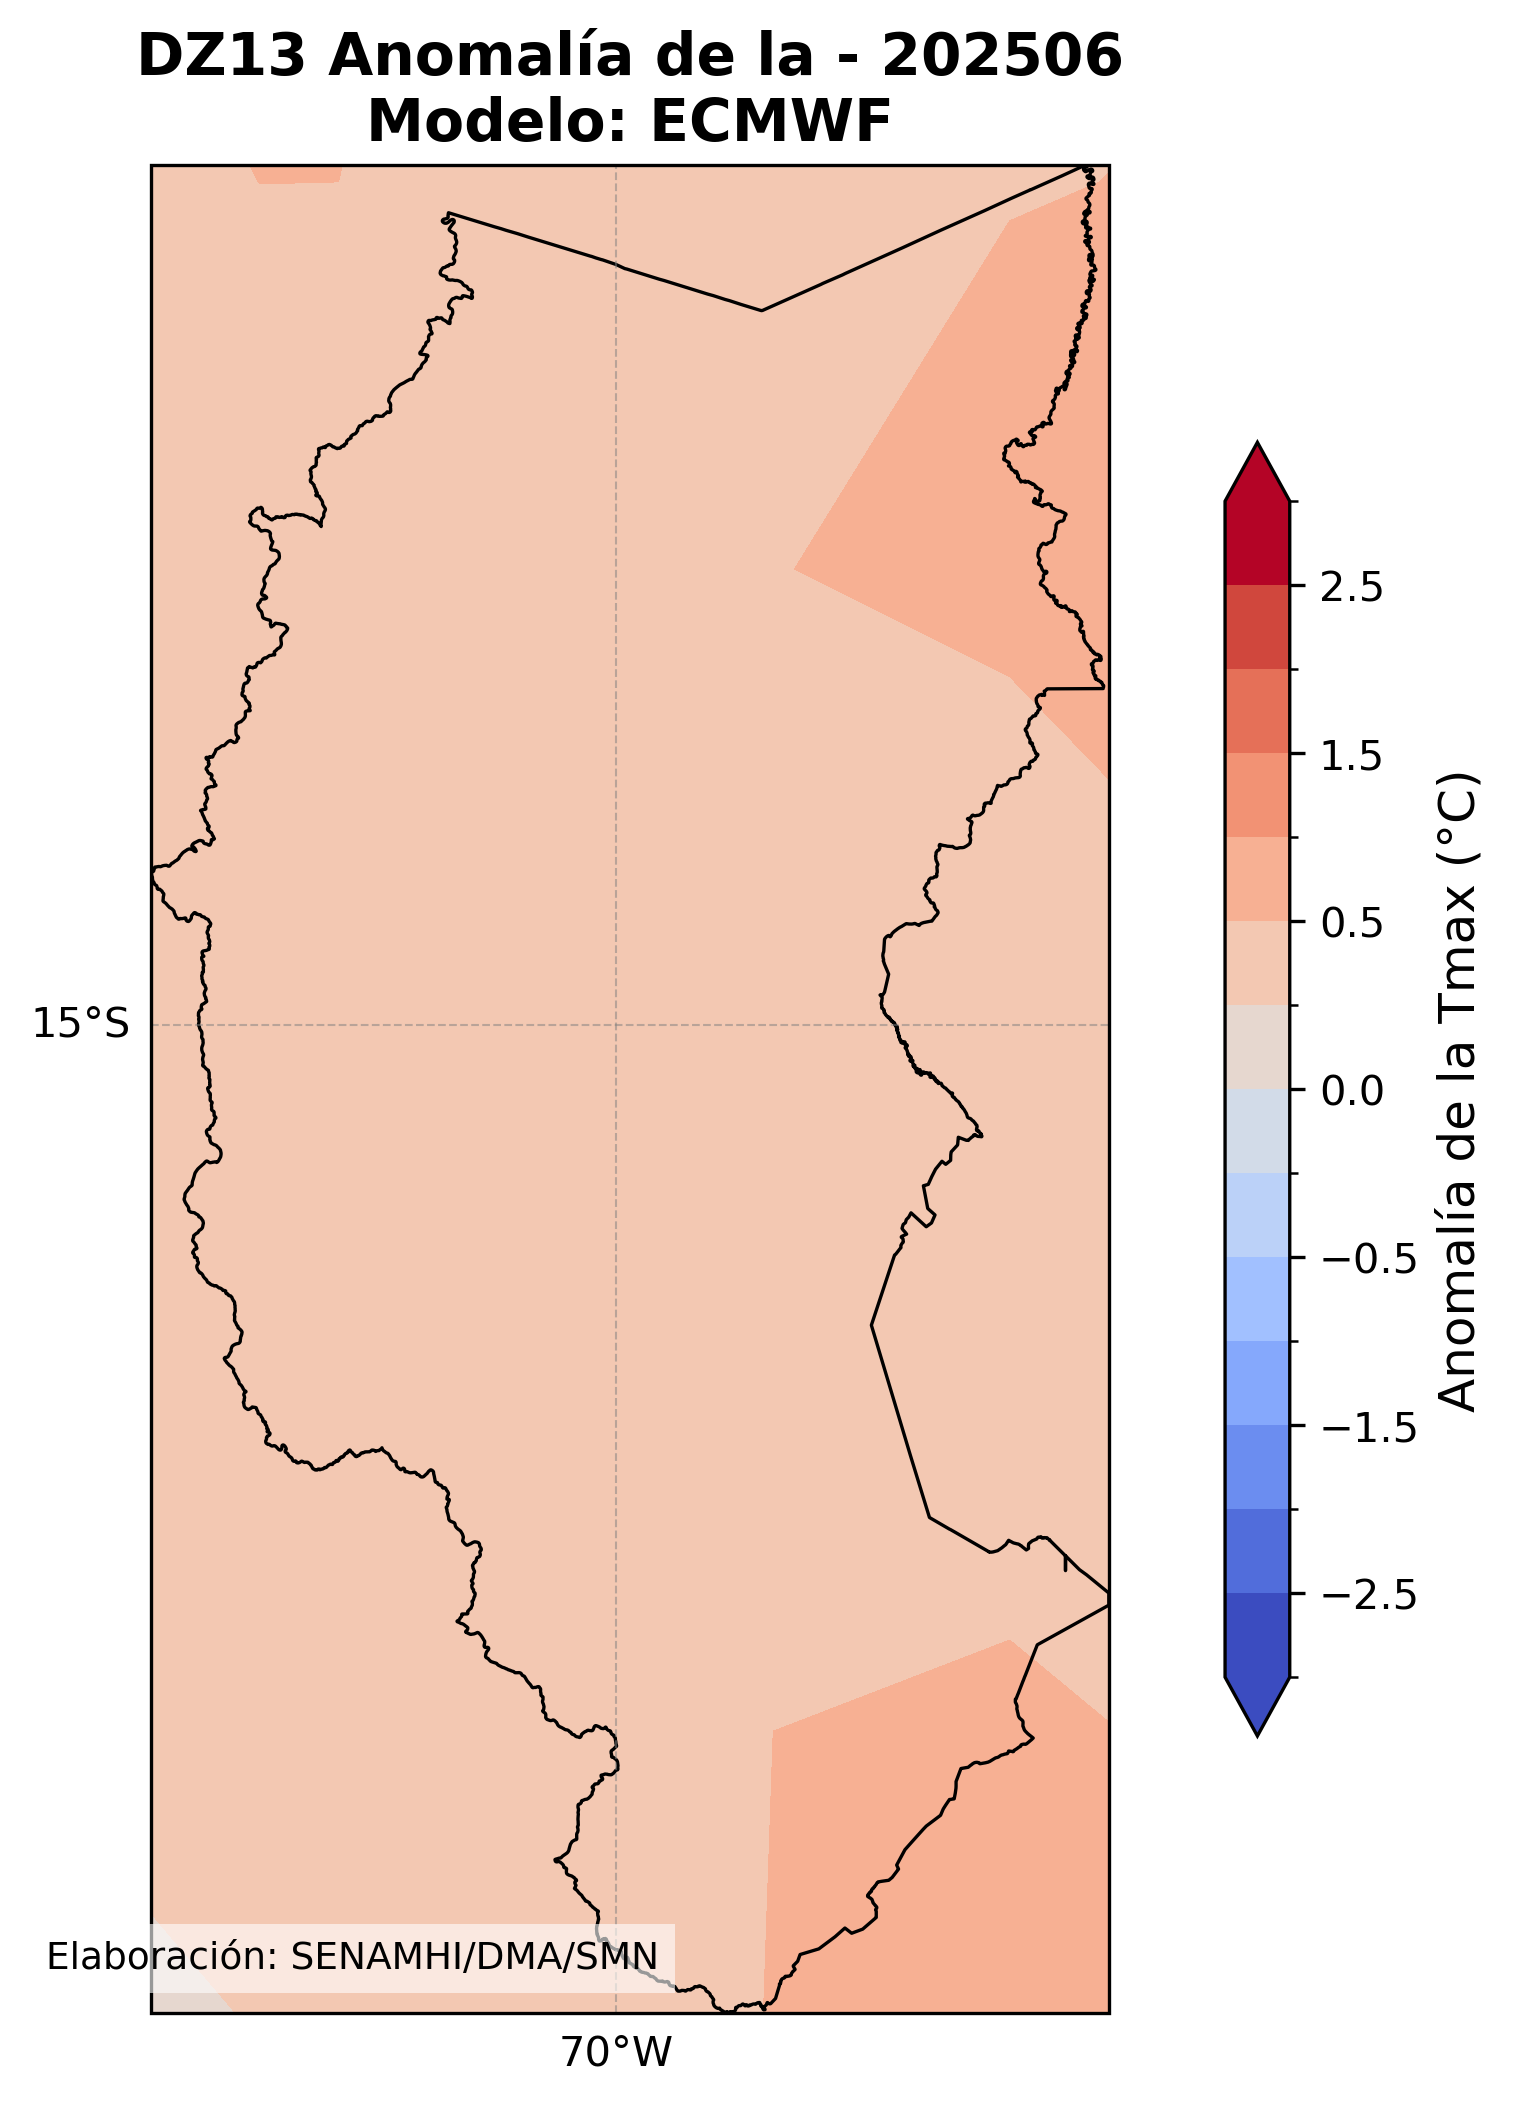 DZ13 Anomalía de la - 202506
Modelo: ECMWF
2.5
1.5
0.5
0.0
−0.5
−1.5
−2.5
Anomalía de la Tmax (°C)
15°S
Elaboración: SENAMHI/DMA/SMN
70°W